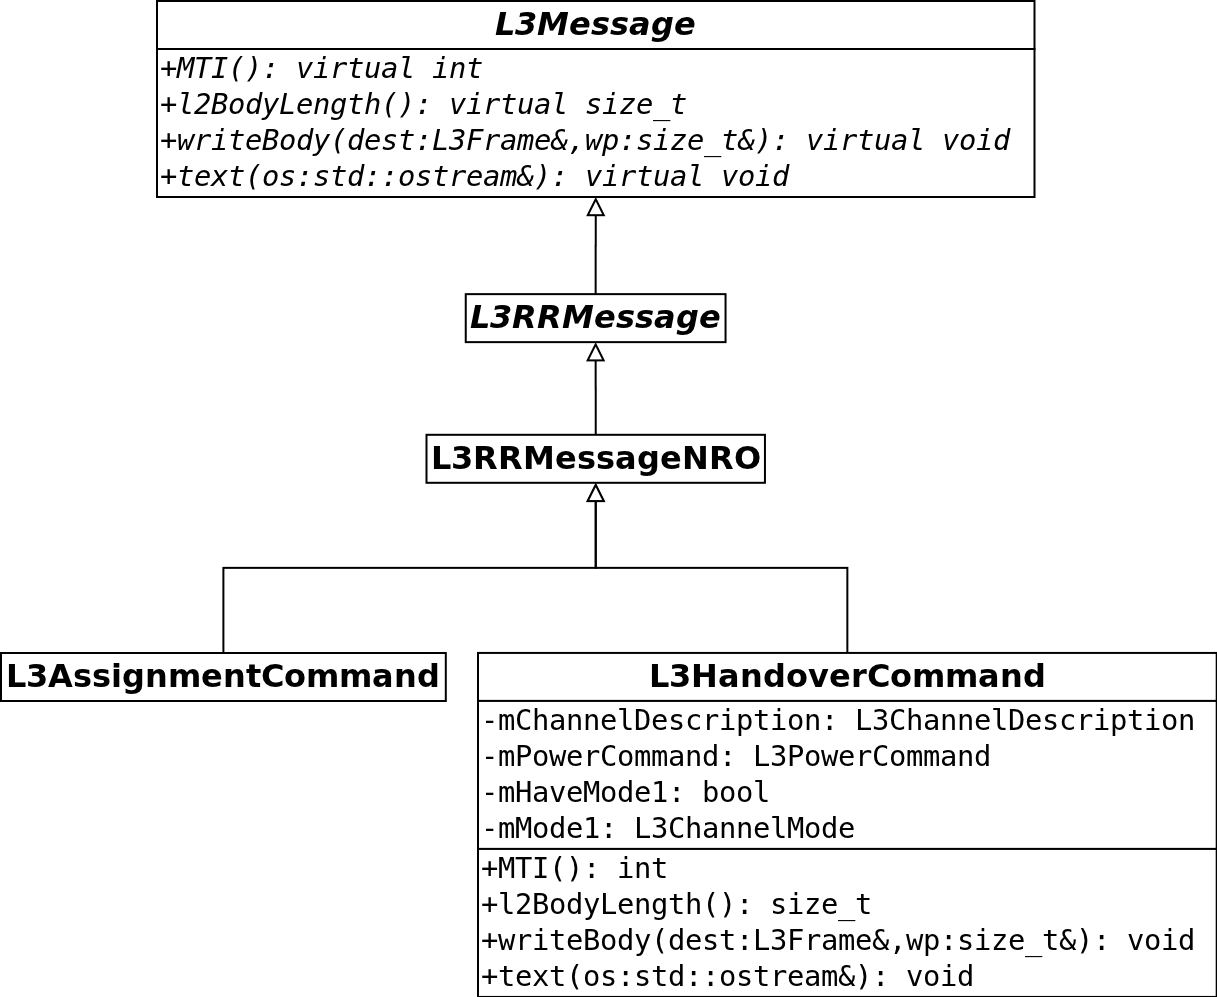 L3Message
+MTI(): virtual int
+l2BodyLength(): virtual size_t
+writeBody(dest:L3Frame&,wp:size_t&): virtual void
+text(os:std::ostream&): virtual void
L3RRMessage
L3RRMessageNRO
L3AssignmentCommand
L3HandoverCommand
-mChannelDescription: L3ChannelDescription
-mPowerCommand: L3PowerCommand
-mHaveMode1: bool
-mMode1: L3ChannelMode
+MTI(): int
+l2BodyLength(): size_t
+writeBody(dest:L3Frame&,wp:size_t&): void
+text(os:std::ostream&): void